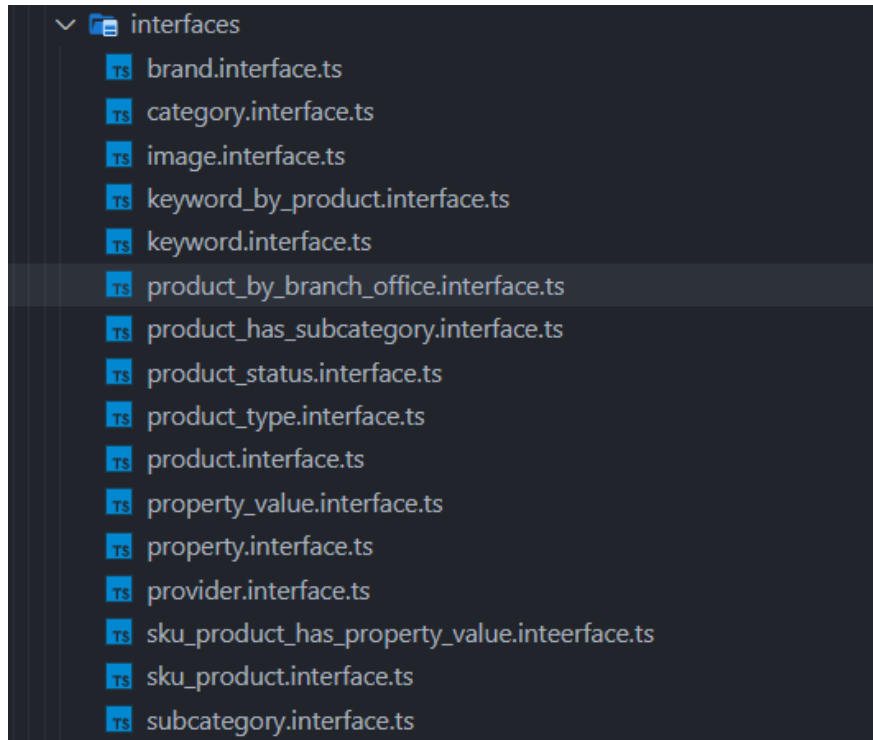 interfaces
TS brand.interface.ts
TS category.interface.ts
TS image.interface.ts
TS keyword_by_product.interface.ts
TS keyword.interface.ts
TS product_by_branch_office.interface.ts
TS product_has_subcategory.interface.ts
TS product_status.interface.ts
TS product_type.interface.ts
TS product.interface.ts
TS property_value.interface.ts
TS property.interface.ts
TS provider.interface.ts
TS sku_product_has_property_value.inteerface.ts
TS sku_product.interface.ts
TS subcategory.interface.ts